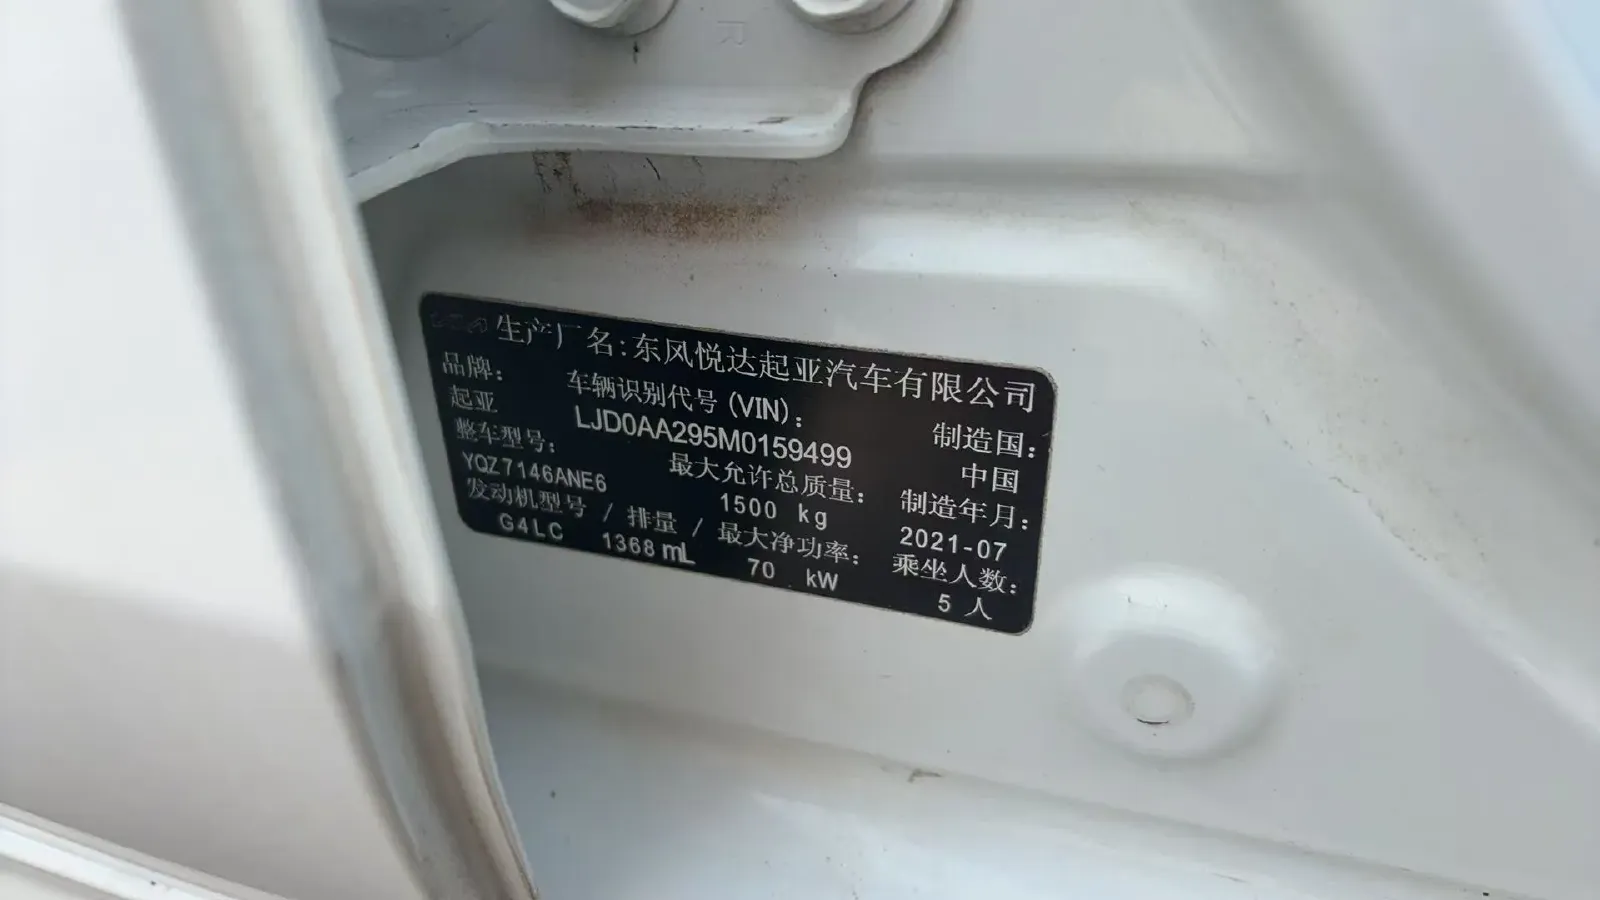 KIA 生产厂名:东风悦达起亚汽车有限公司
品牌: 车辆识别代号(VIN): 制造国:
起亚 LJD0AA295M0159499 中国
整车型号: 最大允许总质量: 制造年月:
YQZ7146ANE6 1500 kg 2021-07
发动机型号 / 排量 / 最大净功率: 乘坐人数:
G4LC 1368 mL 70 kW 5 人
R